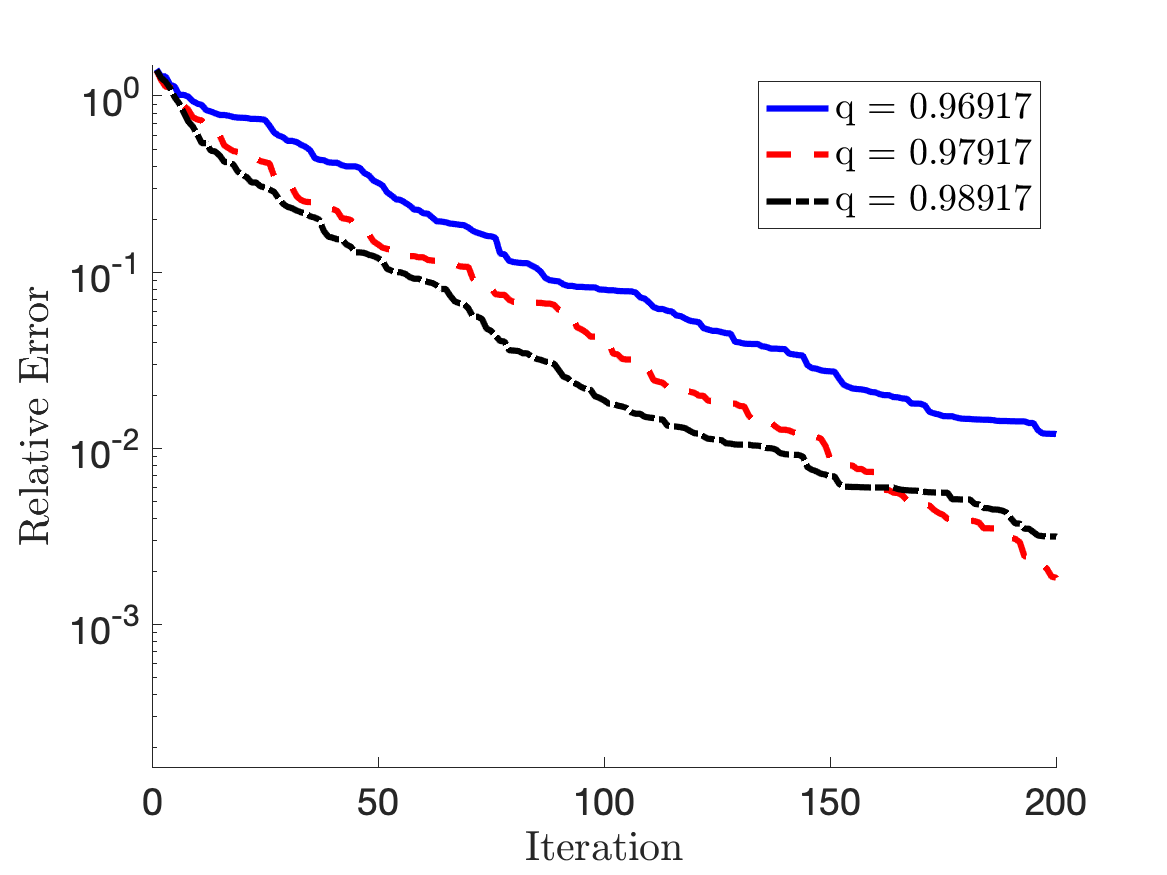 10^0
10^-1
10^-2
10^-3
Relative Error
0 50 100 150 200
Iteration
q = 0.96917
q = 0.97917
q = 0.98917